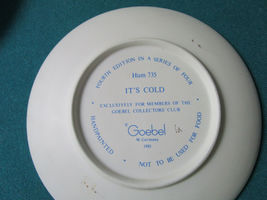 FOURTH EDITION IN A SERIES OF FOUR
Hum 735
IT'S COLD
EXCLUSIVELY FOR MEMBERS OF THE
GOEBEL COLLECTORS' CLUB
© Goebel
W. Germany
HANDPAINTED
NOT TO BE USED FOR FOOD